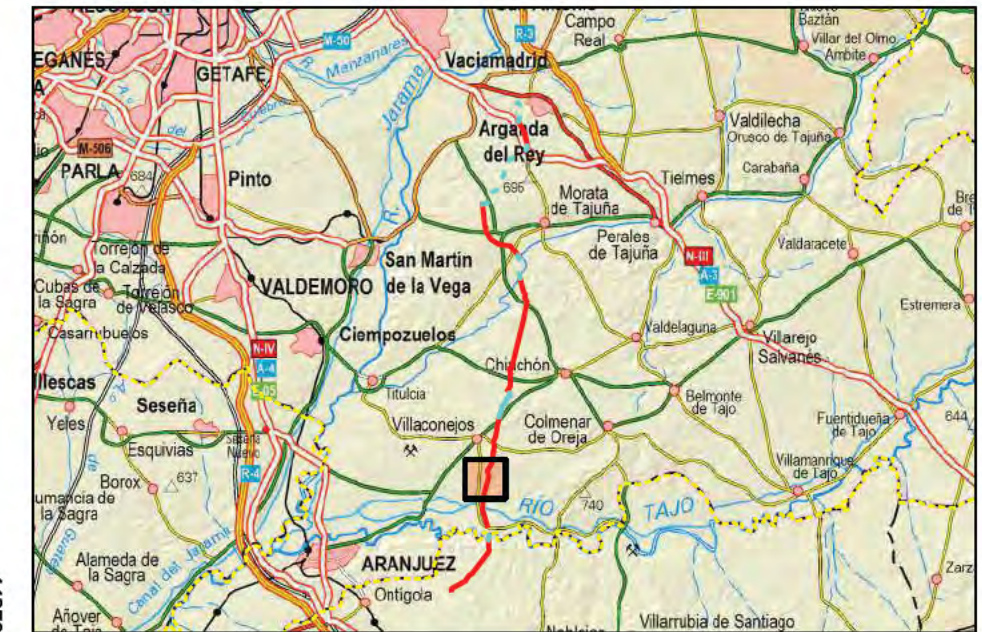 Campo
Real
Baztán
Villar del Olmo
Ambite
R-3
M-50
R. Manzanares
Vaciamadrid
GETAFE
R. Jarama
Arganda
del Rey
Valdilecha
Orusco de Tajuña
M-506
PARLA
684
Pinto
695
Morata
de Tajuña
Tielmes
Carabaña
Perales
de Tajuña
Valdaracete
Torrejón de
la Calzada
San Martín
de la Vega
VALDEMORO
N-III
A-3
E-901
Cubas de
la Sagra
Torrejón
de Velasco
Estremera
Casarrubuelos
Ciempozuelos
Valdelaguna
Villarejo
Salvanés
N-IV
A-4
E-05
Chinchón
Titulcia
Belmonte
de Tajo
Seseña
Yeles
Villaconejos
Colmenar
de Oreja
Fuentidueña
de Tajo
644
Esquivias
Seseña
Nuevo
R-4
Borox
637
Villamanrique
de Tajo
la Sagra
RÍO TAJO
740
Canal del Jarama
ARANJUEZ
Alameda de
la Sagra
Ontígola
Añover
Villarrubia de Santiago